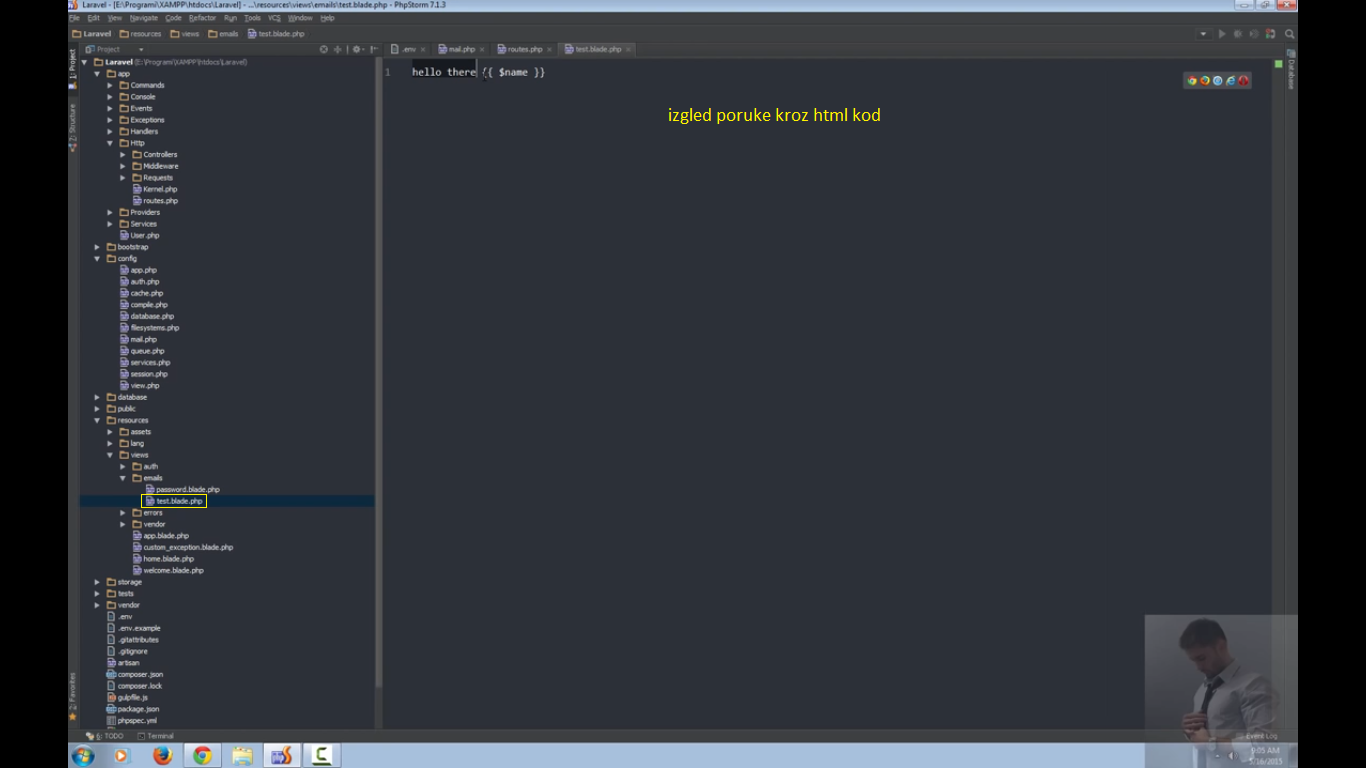 Laravel - [E:\Programi\XAMPP\htdocs\Laravel] - ...\resources\views\emails\test.blade.php - PhpStorm 7.1.3
File Edit View Navigate Code Refactor Run Tools VCS Window Help
Laravel resources views emails test.blade.php
Project
.env mail.php routes.php test.blade.php
1: Project
Z: Structure
Favorites
Database
Laravel (E:\Programi\XAMPP\htdocs\Laravel)
app
Commands
Console
Events
Exceptions
Handlers
Http
Controllers
Middleware
Requests
Kernel.php
routes.php
Providers
Services
User.php
bootstrap
config
app.php
auth.php
cache.php
compile.php
database.php
filesystems.php
mail.php
queue.php
services.php
session.php
view.php
database
public
resources
assets
lang
views
auth
emails
password.blade.php
test.blade.php
errors
vendor
app.blade.php
custom_exception.blade.php
home.blade.php
welcome.blade.php
storage
tests
vendor
.env
.env.example
.gitattributes
.gitignore
artisan
composer.json
composer.lock
gulpfile.js
package.json
phpspec.yml
1 hello there {{ $name }}
izgled poruke kroz html kod
6: TODO Terminal
Event Log
9:05 AM
5/16/2015